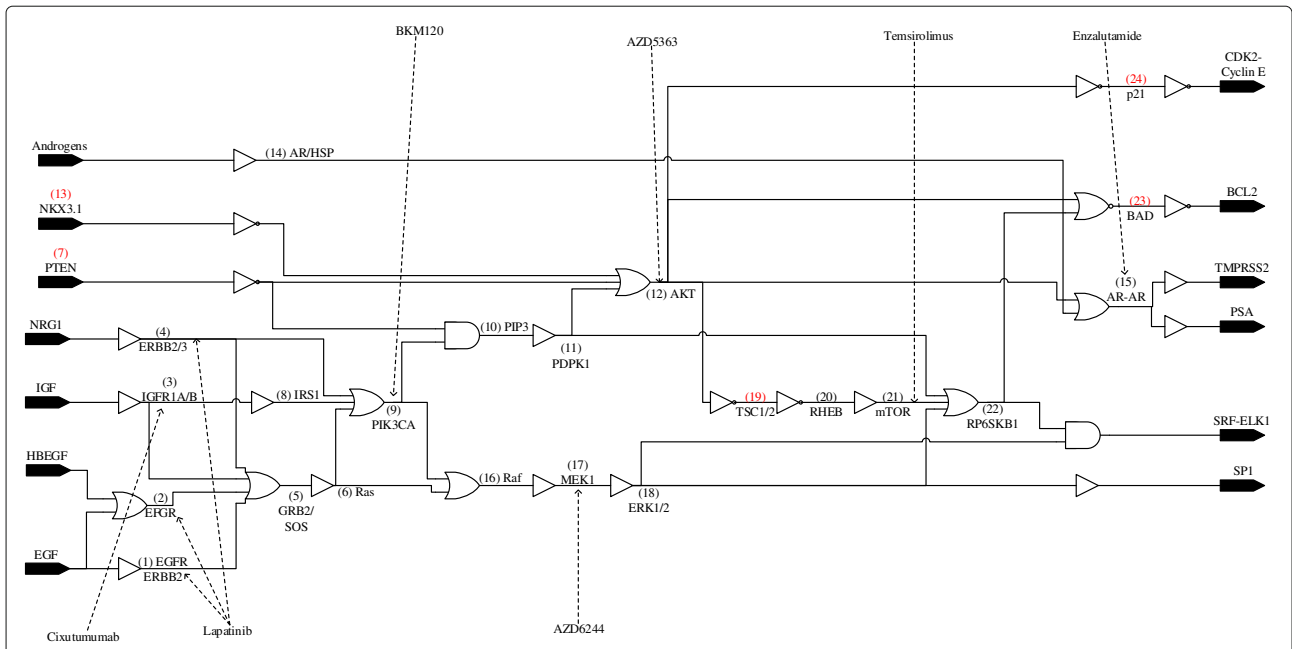 BKM120
AZD5363
Temsirolimus
Enzalutamide
CDK2-
Cyclin E
(24)
p21
Androgens
(14) AR/HSP
(13)
NKX3.1
(23)
BAD
BCL2
(7)
PTEN
(12) AKT
(15)
AR-AR
TMPRSS2
PSA
NRG1
(4)
ERBB2/3
(10) PIP3
(11)
PDPK1
IGF
(3)
IGFR1A/B
(8) IRS1
(9)
PIK3CA
(19)
TSC1/2
(20)
RHEB
(21)
mTOR
(22)
RP6SKB1
SRF-ELK1
HBEGF
(2)
EFGR
(5)
GRB2/
SOS
(6) Ras
(16) Raf
(17)
MEK1
(18)
ERK1/2
SP1
EGF
(1) EGFR
ERBB2
Cixutumumab
Lapatinib
AZD6244